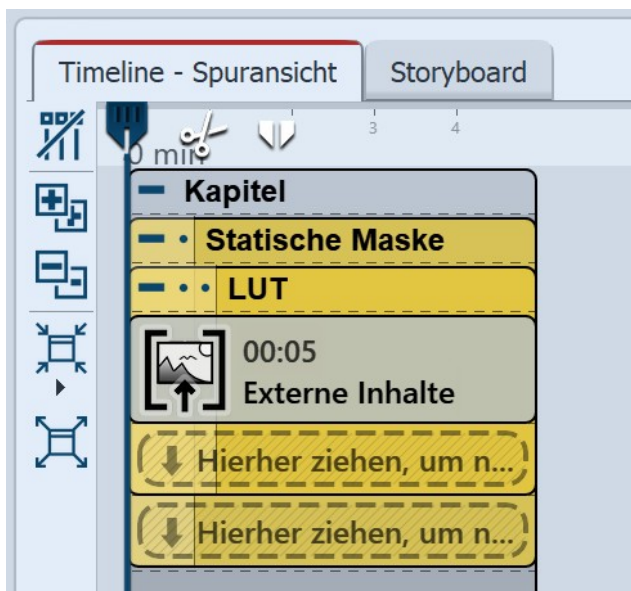 Timeline - Spuransicht
Storyboard
3 4
0 min
Kapitel
Statische Maske
LUT
00:05
Externe Inhalte
Hierher ziehen, um n...
Hierher ziehen, um n...